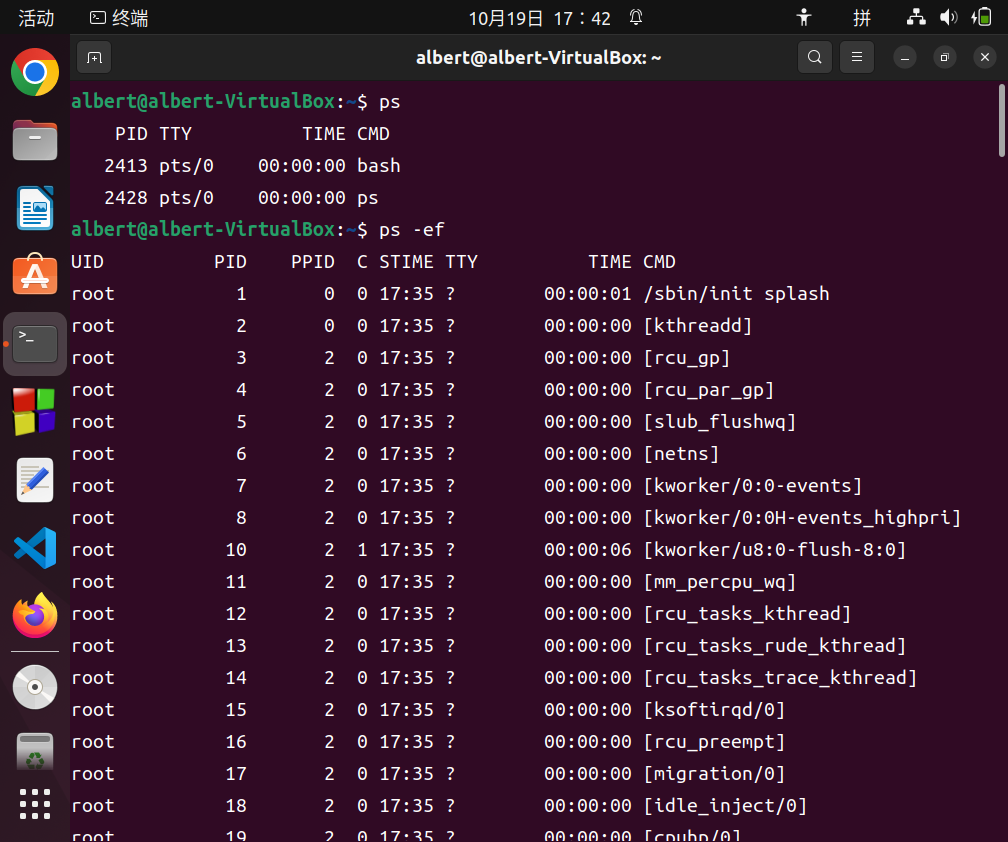 活动 终端 10月19日 17：42 拼
albert@albert-VirtualBox: ~
albert@albert-VirtualBox:~$ ps
PID TTY TIME CMD
2413 pts/0 00:00:00 bash
2428 pts/0 00:00:00 ps
albert@albert-VirtualBox:~$ ps -ef
UID PID PPID C STIME TTY TIME CMD
root 1 0 0 17:35 ? 00:00:01 /sbin/init splash
root 2 0 0 17:35 ? 00:00:00 [kthreadd]
root 3 2 0 17:35 ? 00:00:00 [rcu_gp]
root 4 2 0 17:35 ? 00:00:00 [rcu_par_gp]
root 5 2 0 17:35 ? 00:00:00 [slub_flushwq]
root 6 2 0 17:35 ? 00:00:00 [netns]
root 7 2 0 17:35 ? 00:00:00 [kworker/0:0-events]
root 8 2 0 17:35 ? 00:00:00 [kworker/0:0H-events_highpri]
root 10 2 1 17:35 ? 00:00:06 [kworker/u8:0-flush-8:0]
root 11 2 0 17:35 ? 00:00:00 [mm_percpu_wq]
root 12 2 0 17:35 ? 00:00:00 [rcu_tasks_kthread]
root 13 2 0 17:35 ? 00:00:00 [rcu_tasks_rude_kthread]
root 14 2 0 17:35 ? 00:00:00 [rcu_tasks_trace_kthread]
root 15 2 0 17:35 ? 00:00:00 [ksoftirqd/0]
root 16 2 0 17:35 ? 00:00:00 [rcu_preempt]
root 17 2 0 17:35 ? 00:00:00 [migration/0]
root 18 2 0 17:35 ? 00:00:00 [idle_inject/0]
root 19 2 0 17:35 ? 00:00:00 [cpuhp/0]